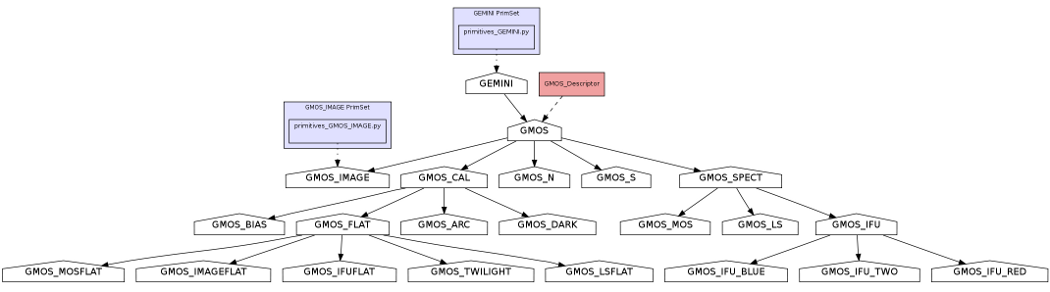 GEMINI PrimSet
primitives_GEMINI.py
GEMINI
GMOS_Descriptor
GMOS_IMAGE PrimSet
primitives_GMOS_IMAGE.py
GMOS
GMOS_IMAGE
GMOS_CAL
GMOS_N
GMOS_S
GMOS_SPECT
GMOS_BIAS
GMOS_FLAT
GMOS_ARC
GMOS_DARK
GMOS_MOS
GMOS_LS
GMOS_IFU
GMOS_MOSFLAT
GMOS_IMAGEFLAT
GMOS_IFUFLAT
GMOS_TWILIGHT
GMOS_LSFLAT
GMOS_IFU_BLUE
GMOS_IFU_TWO
GMOS_IFU_RED